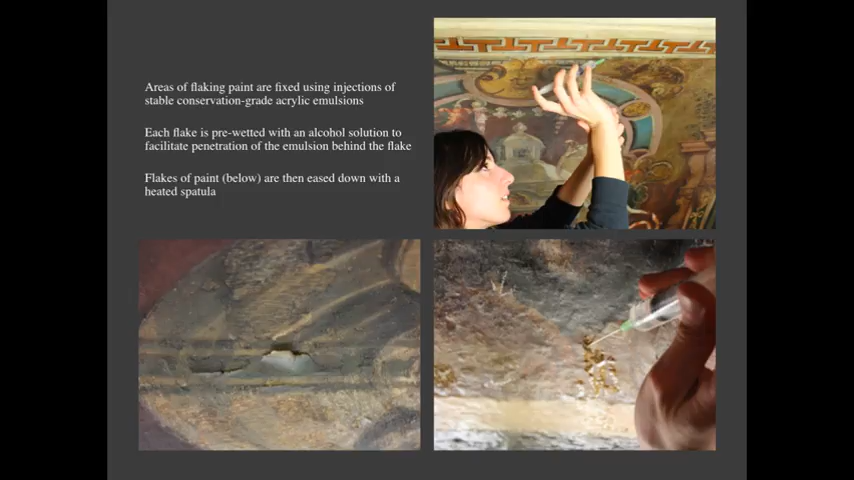 Areas of flaking paint are fixed using injections of
stable conservation-grade acrylic emulsions
Each flake is pre-wetted with an alcohol solution to
facilitate penetration of the emulsion behind the flake
Flakes of paint (below) are then eased down with a
heated spatula